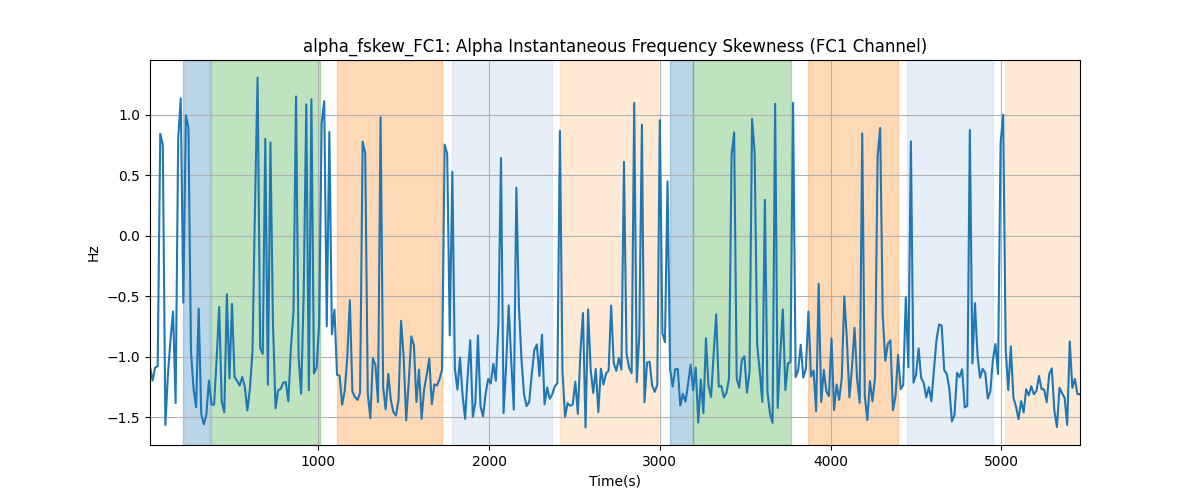 alpha_fskew_FC1: Alpha Instantaneous Frequency Skewness (FC1 Channel)
1.0
0.5
0.0
−0.5
−1.0
−1.5
Hz
1000 2000 3000 4000 5000
Time(s)